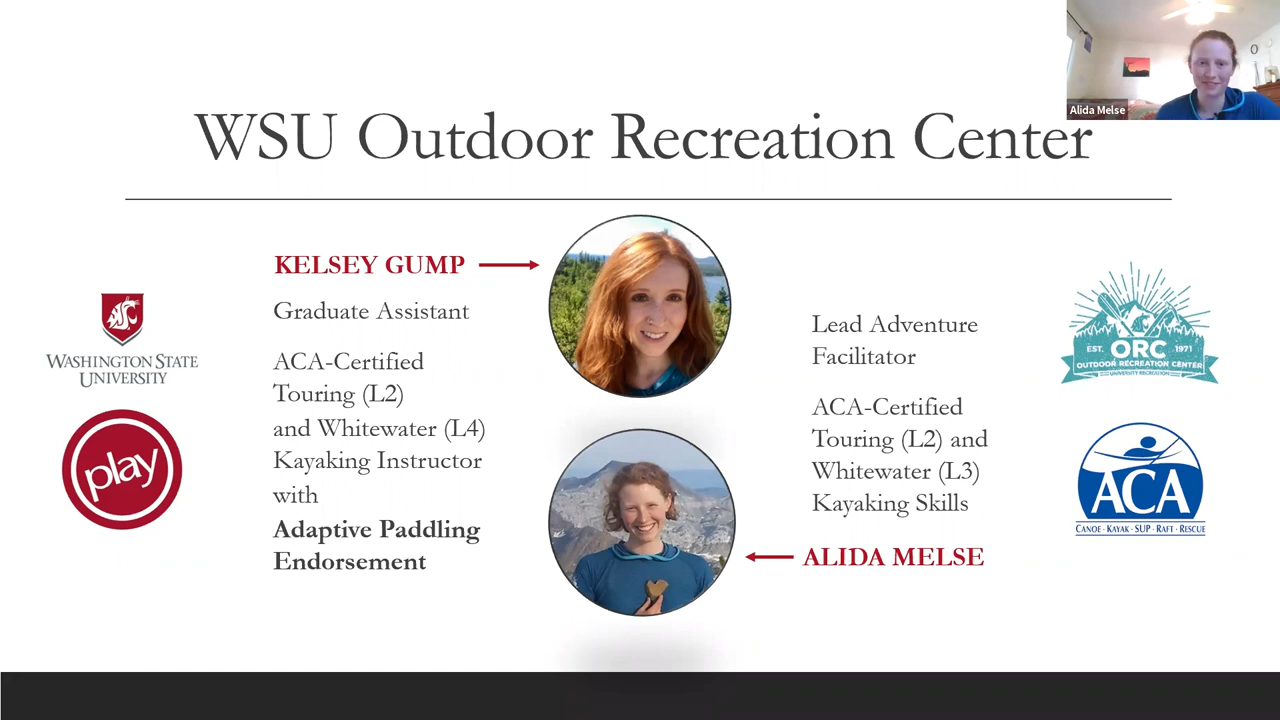 Alida Melse
WSU Outdoor Recreation Center
KELSEY GUMP
Graduate Assistant
ACA-Certified
Touring (L2)
and Whitewater (L4)
Kayaking Instructor
with
Adaptive Paddling
Endorsement
Lead Adventure
Facilitator
ACA-Certified
Touring (L2) and
Whitewater (L3)
Kayaking Skills
ALIDA MELSE
WASHINGTON STATE
UNIVERSITY
play
EST. ORC 1971
OUTDOOR RECREATION CENTER
UNIVERSITY RECREATION
ACA
CANOE · KAYAK · SUP · RAFT · RESCUE